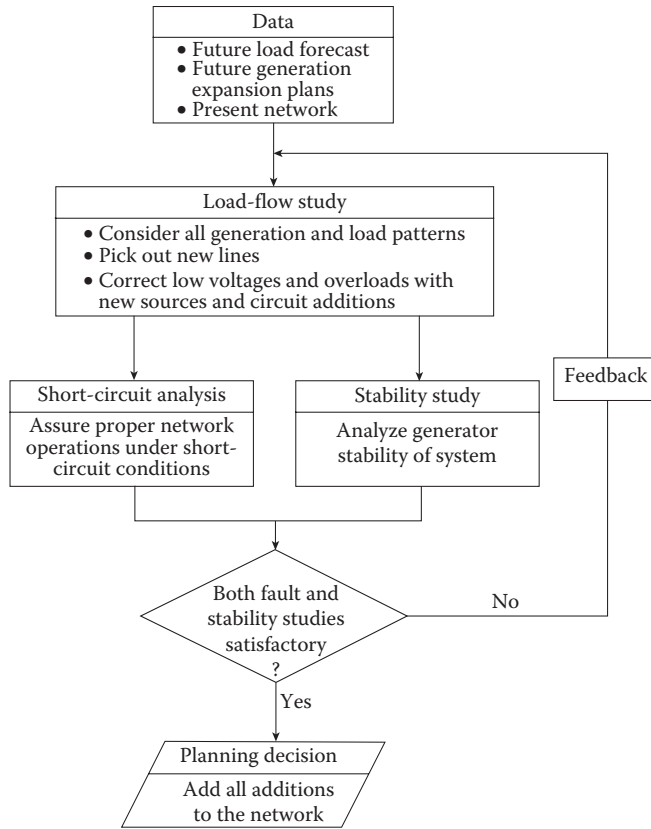 Data
• Future load forecast
• Future generation
expansion plans
• Present network
Load-flow study
• Consider all generation and load patterns
• Pick out new lines
• Correct low voltages and overloads with
new sources and circuit additions
Short-circuit analysis
Assure proper network
operations under short-
circuit conditions
Stability study
Analyze generator
stability of system
Feedback
Both fault and
stability studies
satisfactory
?
No
Yes
Planning decision
Add all additions
to the network